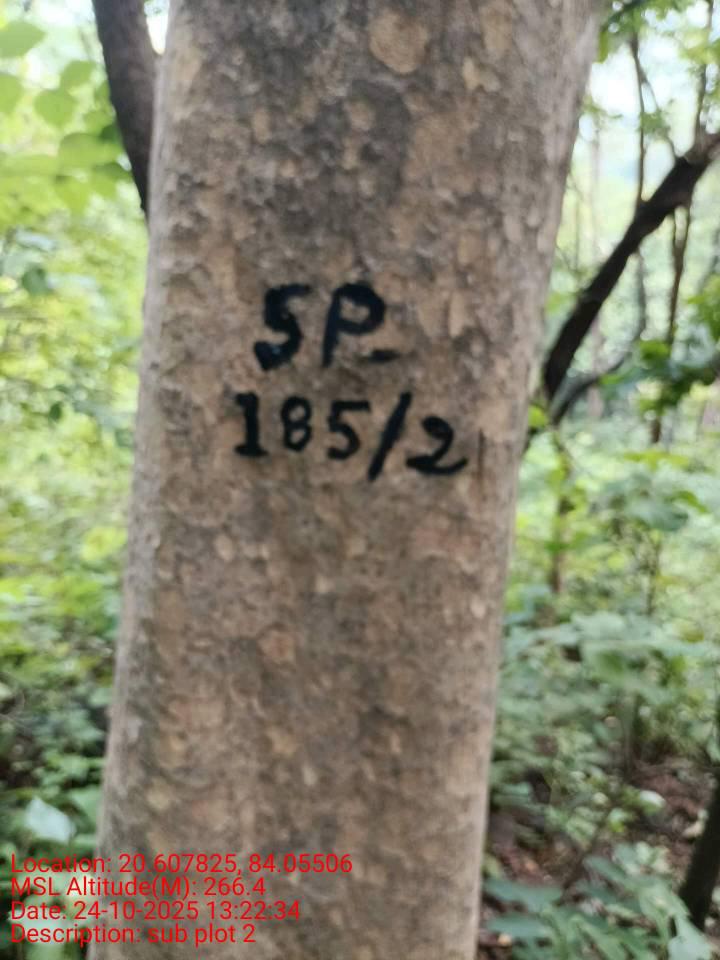 SP-
185/2
Location: 20.607825, 84.05506
MSL Altitude(M): 266.4
Date: 24-10-2025 13:22:34
Description: sub plot 2